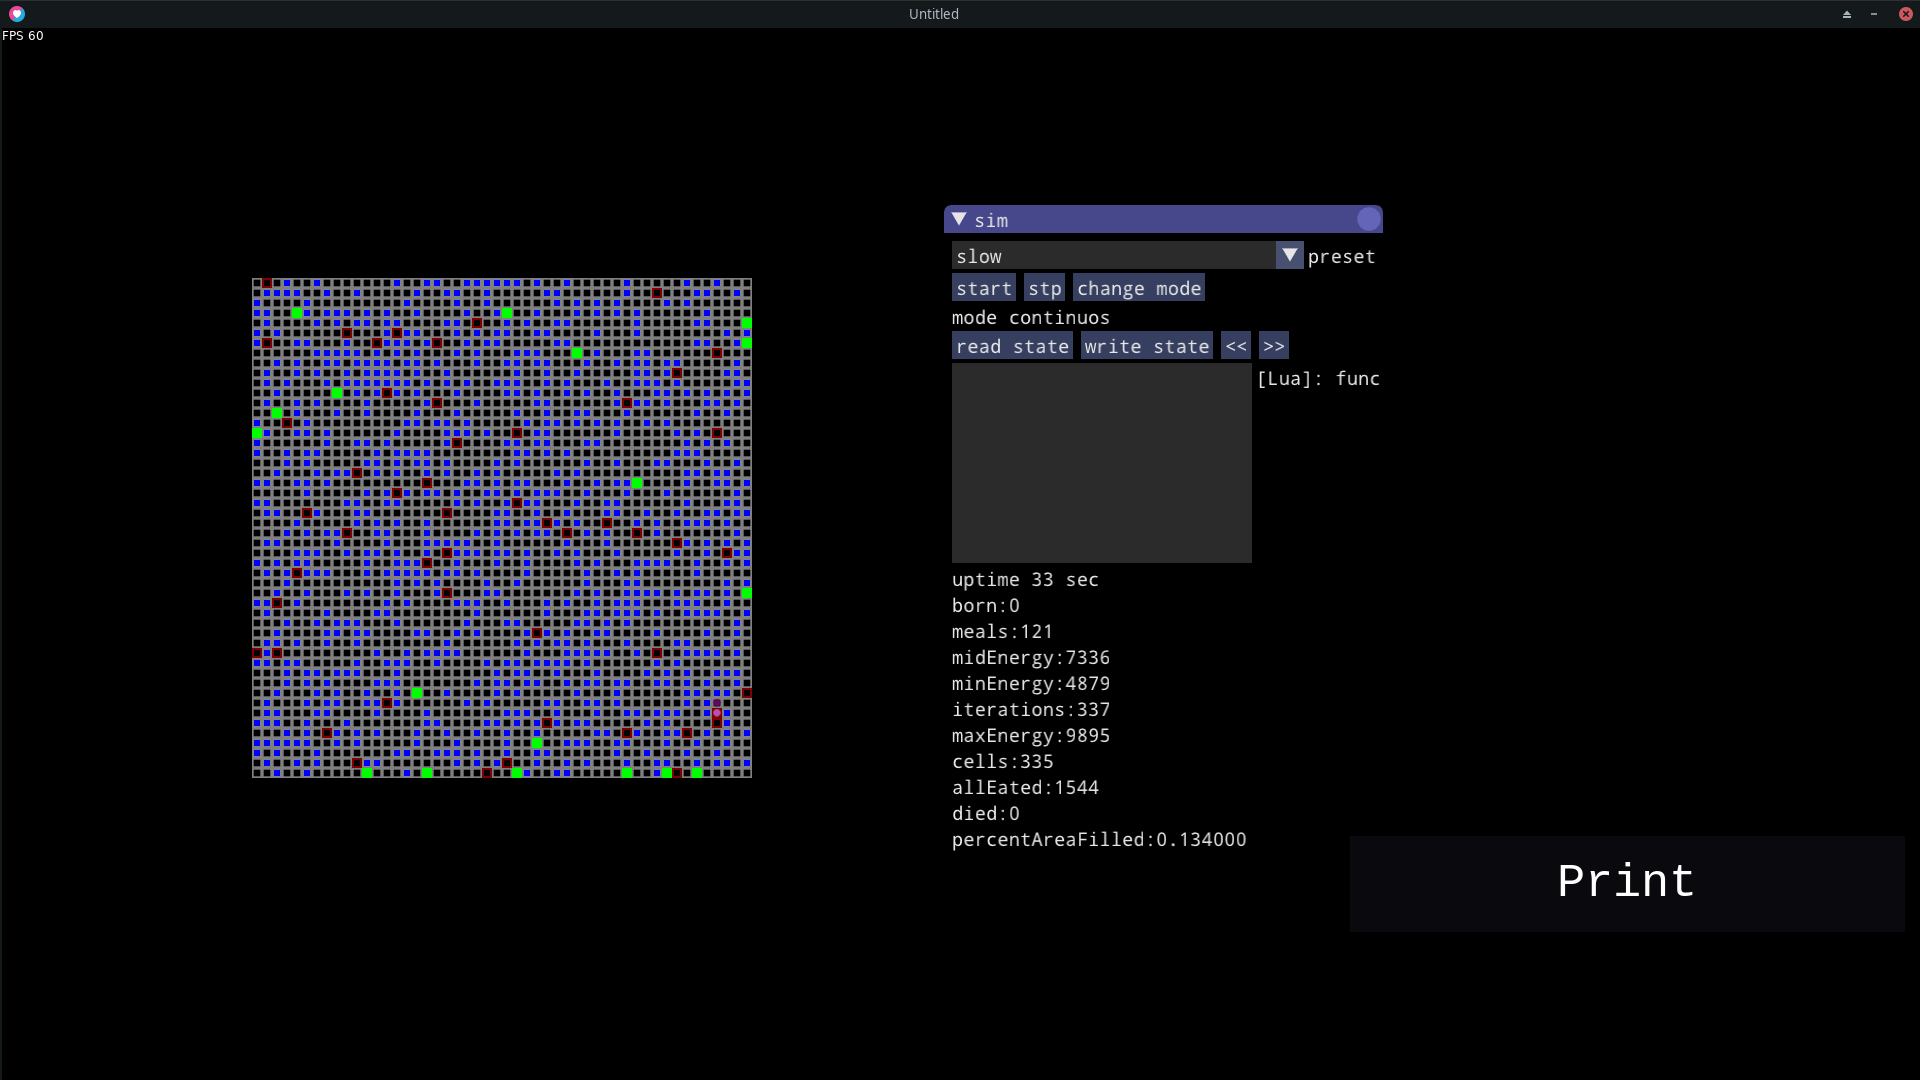 Untitled
FPS 60
sim
slow preset
start stp change mode
mode continuos
read state write state << >>
[Lua]: func
uptime 33 sec
born:0
meals:121
midEnergy:7336
minEnergy:4879
iterations:337
maxEnergy:9895
cells:335
allEated:1544
died:0
percentAreaFilled:0.134000
Print